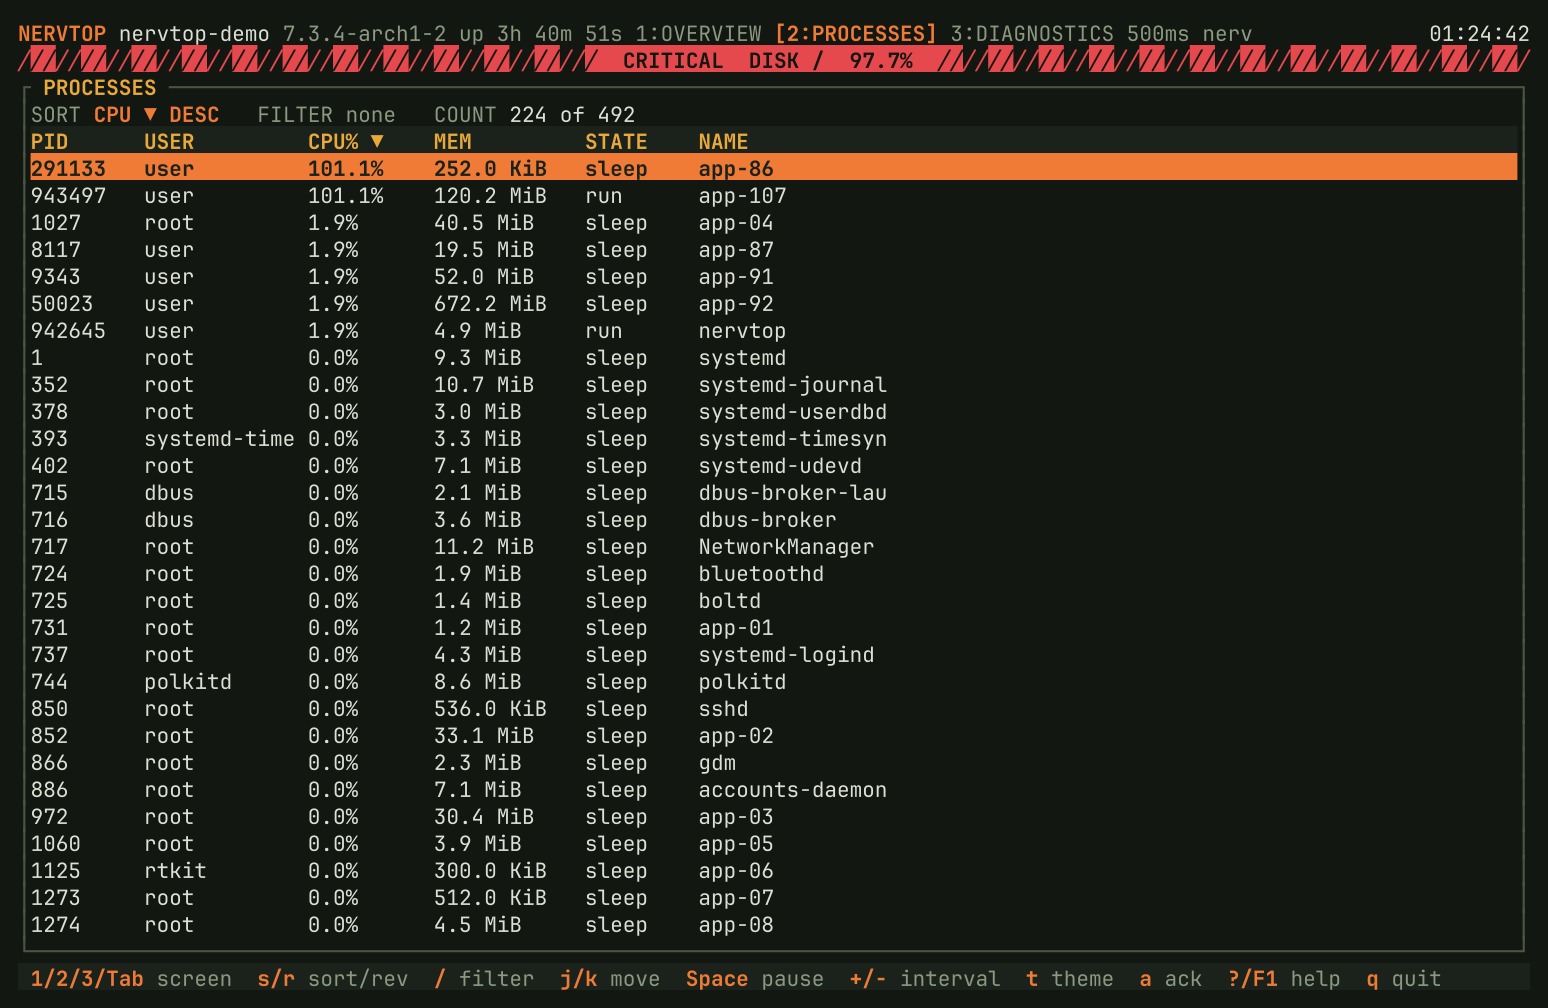 NERVTOP nervtop-demo 7.3.4-arch1-2 up 3h 40m 51s 1:OVERVIEW [2:PROCESSES] 3:DIAGNOSTICS 500ms nerv 01:24:42
CRITICAL DISK / 97.7%
PROCESSES
SORT CPU ▼ DESC FILTER none COUNT 224 of 492
PID USER CPU% ▼ MEM STATE NAME
291133 user 101.1% 252.0 KiB sleep app-86
943497 user 101.1% 120.2 MiB run app-107
1027 root 1.9% 40.5 MiB sleep app-04
8117 user 1.9% 19.5 MiB sleep app-87
9343 user 1.9% 52.0 MiB sleep app-91
50023 user 1.9% 672.2 MiB sleep app-92
942645 user 1.9% 4.9 MiB run nervtop
1 root 0.0% 9.3 MiB sleep systemd
352 root 0.0% 10.7 MiB sleep systemd-journal
378 root 0.0% 3.0 MiB sleep systemd-userdbd
393 systemd-time 0.0% 3.3 MiB sleep systemd-timesyn
402 root 0.0% 7.1 MiB sleep systemd-udevd
715 dbus 0.0% 2.1 MiB sleep dbus-broker-lau
716 dbus 0.0% 3.6 MiB sleep dbus-broker
717 root 0.0% 11.2 MiB sleep NetworkManager
724 root 0.0% 1.9 MiB sleep bluetoothd
725 root 0.0% 1.4 MiB sleep boltd
731 root 0.0% 1.2 MiB sleep app-01
737 root 0.0% 4.3 MiB sleep systemd-logind
744 polkitd 0.0% 8.6 MiB sleep polkitd
850 root 0.0% 536.0 KiB sleep sshd
852 root 0.0% 33.1 MiB sleep app-02
866 root 0.0% 2.3 MiB sleep gdm
886 root 0.0% 7.1 MiB sleep accounts-daemon
972 root 0.0% 30.4 MiB sleep app-03
1060 root 0.0% 3.9 MiB sleep app-05
1125 rtkit 0.0% 300.0 KiB sleep app-06
1273 root 0.0% 512.0 KiB sleep app-07
1274 root 0.0% 4.5 MiB sleep app-08
1/2/3/Tab screen s/r sort/rev / filter j/k move Space pause +/- interval t theme a ack ?/F1 help q quit